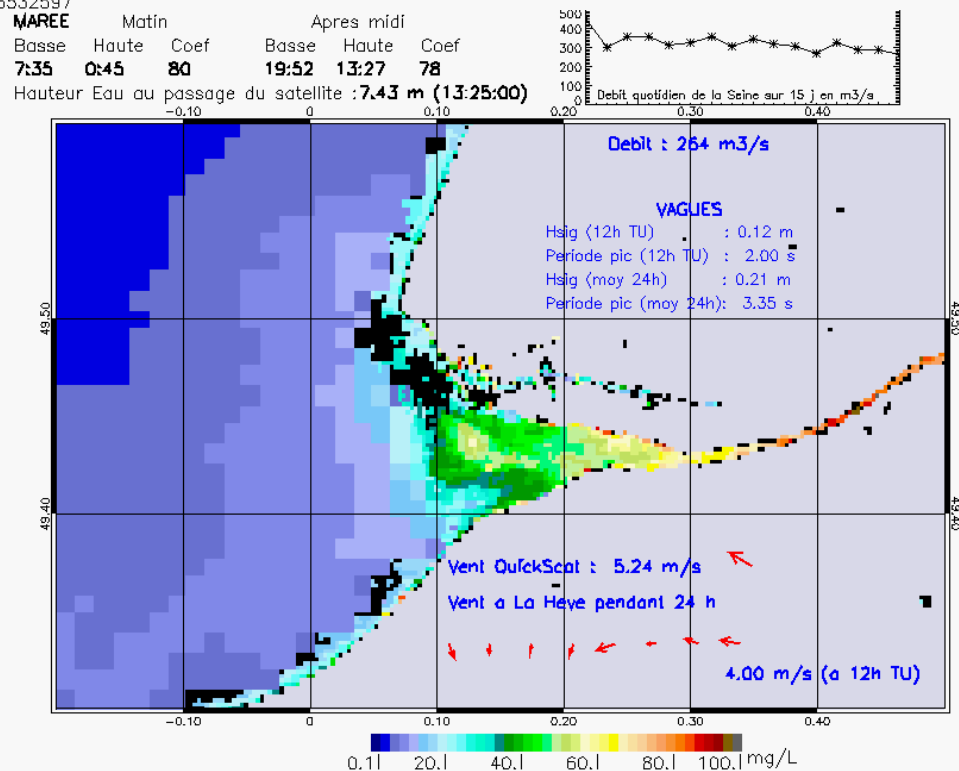 6532597
MAREE Matin Apres midi
Basse Haute Coef Basse Haute Coef
7:35 0:45 80 19:52 13:27 78
Hauteur Eau au passage du satellite : 7.43 m (13:25:00)
500
400
300
200
100
0
Debit quotidien de la Seine sur 15 j en m3/s
-0.10 0 0.10 0.20 0.30 0.40
Debit : 264 m3/s
VAGUES
Hsig (12h TU) : 0.12 m
Periode pic (12h TU) : 2.00 s
Hsig (moy 24h) : 0.21 m
Periode pic (moy 24h): 3.35 s
49.50 49.50
49.40 49.40
Vent QuickScat : 5.24 m/s
Vent a La Heve pendant 24 h
4.00 m/s (a 12h TU)
-0.10 0 0.10 0.20 0.30 0.40
0.1 20. 40. 60. 80. 100. mg/L